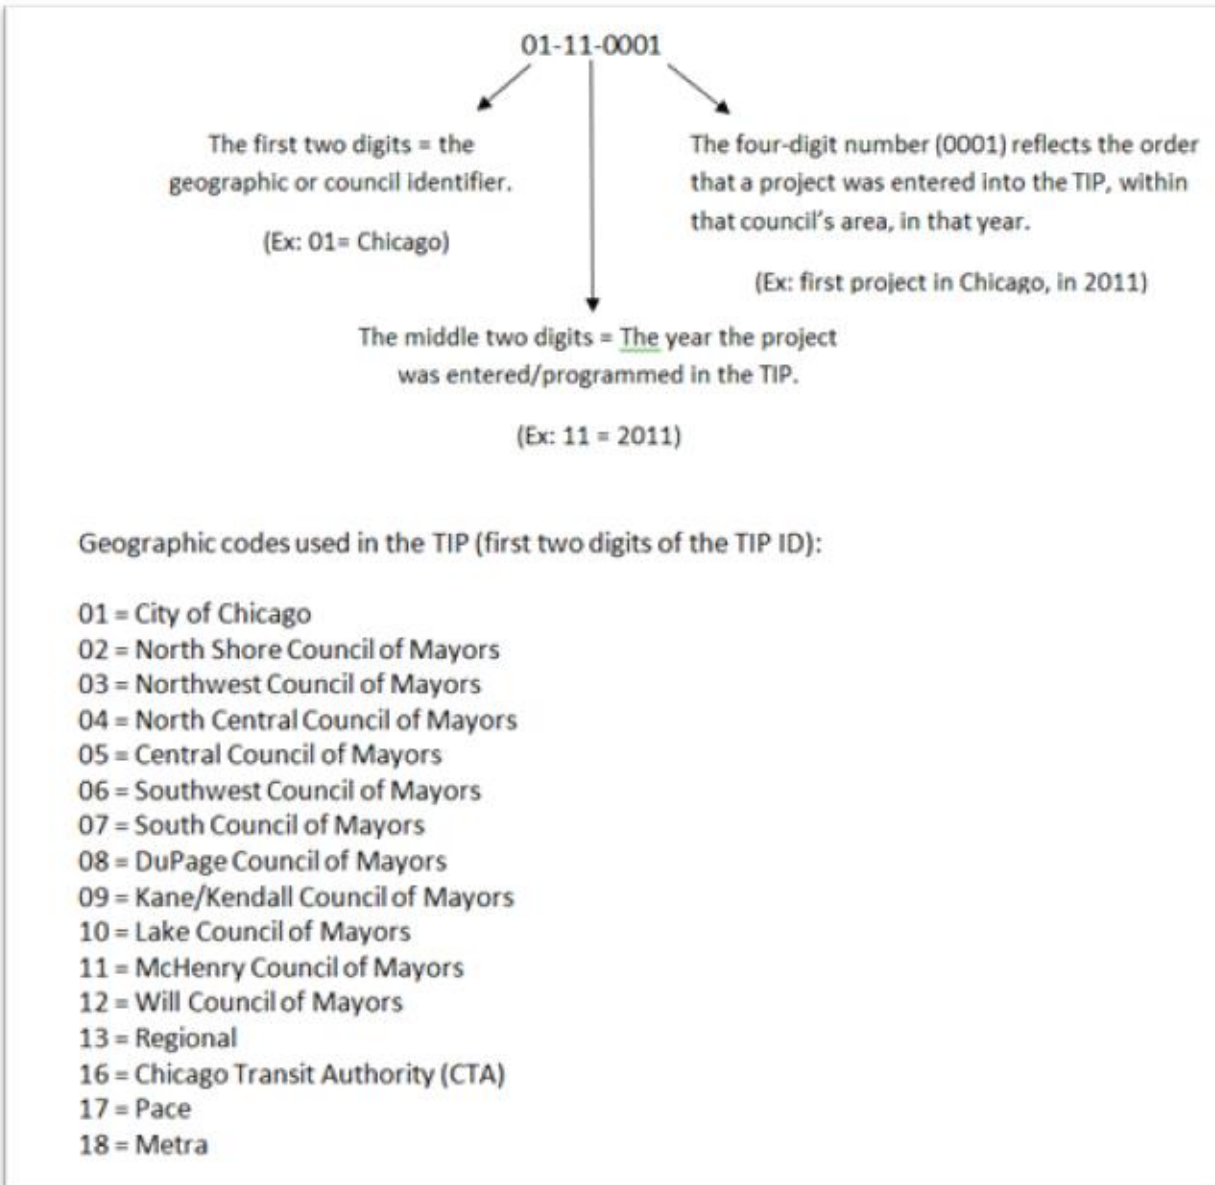 01-11-0001
The first two digits = the
geographic or council identifier.
(Ex: 01= Chicago)
The four-digit number (0001) reflects the order
that a project was entered into the TIP, within
that council's area, in that year.
(Ex: first project in Chicago, in 2011)
The middle two digits = The year the project
was entered/programmed in the TIP.
(Ex: 11 = 2011)
Geographic codes used in the TIP (first two digits of the TIP ID):
01 = City of Chicago
02 = North Shore Council of Mayors
03 = Northwest Council of Mayors
04 = North Central Council of Mayors
05 = Central Council of Mayors
06 = Southwest Council of Mayors
07 = South Council of Mayors
08 = DuPage Council of Mayors
09 = Kane/Kendall Council of Mayors
10 = Lake Council of Mayors
11 = McHenry Council of Mayors
12 = Will Council of Mayors
13 = Regional
16 = Chicago Transit Authority (CTA)
17 = Pace
18 = Metra